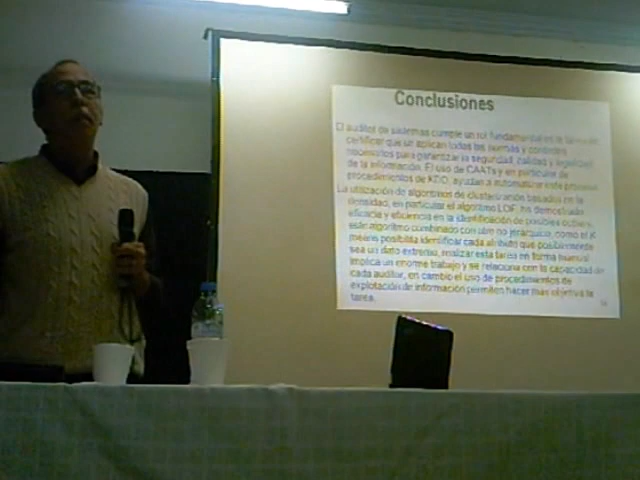 Conclusiones
El auditor de sistemas cumple un rol fundamental en la
certificar que un aplican todas las normas y controles
necesarios para garantizar la seguridad, calidad y legalidad
de la información. El uso de CAATs y en particular de
procedimientos de KDD, ayudan a automatizar este proceso
La utilización de algoritmos de clusterización basados en la
densidad, en particular el algoritmo LOF, ha demostrado
eficacia y eficiencia en la identificación de posibles
este algoritmo combinado con uno no jerárquico, como el K
means posibilita identificar cada atributo que posiblemente
sea un dato extremo, realizar esta tarea en forma manual
implica un enorme trabajo y se relaciona con la capacidad de
cada auditor, en cambio el uso de procedimientos de
explotación de información permiten hacer más objetiva la
tarea.